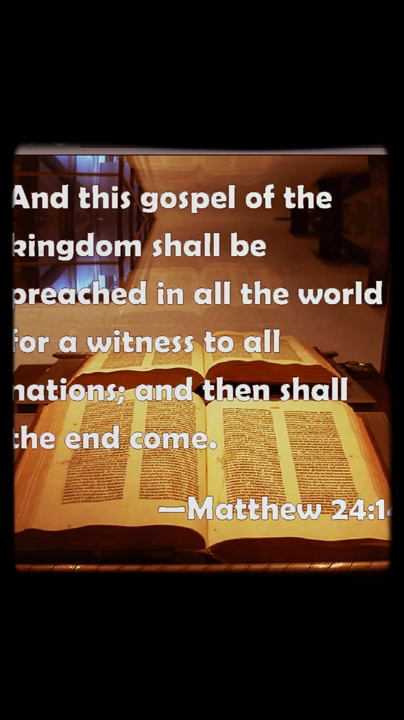 And this gospel of the
kingdom shall be
preached in all the world
for a witness to all
nations; and then shall
the end come.
—Matthew 24:14